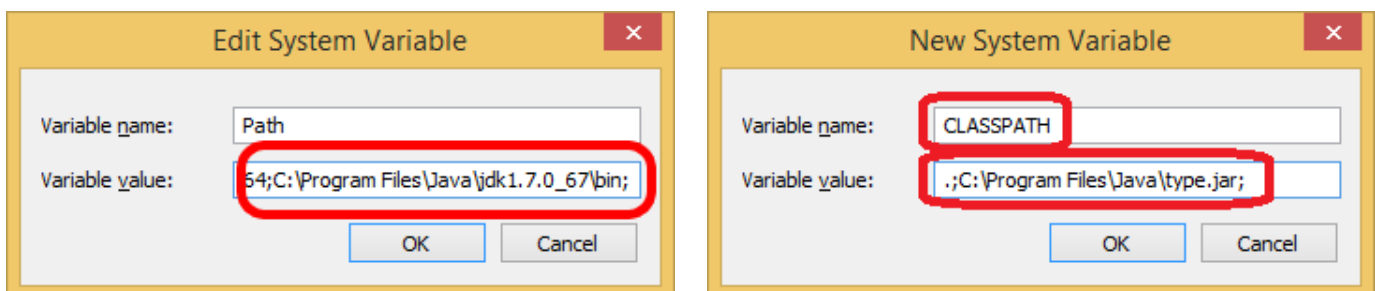 Edit System Variable
Variable name: Path
Variable value: 64;C:\Program Files\Java\jdk1.7.0_67\bin;
OK Cancel
New System Variable
Variable name: CLASSPATH
Variable value: .;C:\Program Files\Java\type.jar;
OK Cancel